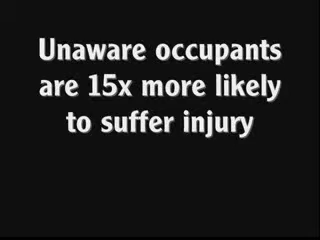 Unaware occupants
are 15x more likely
to suffer injury